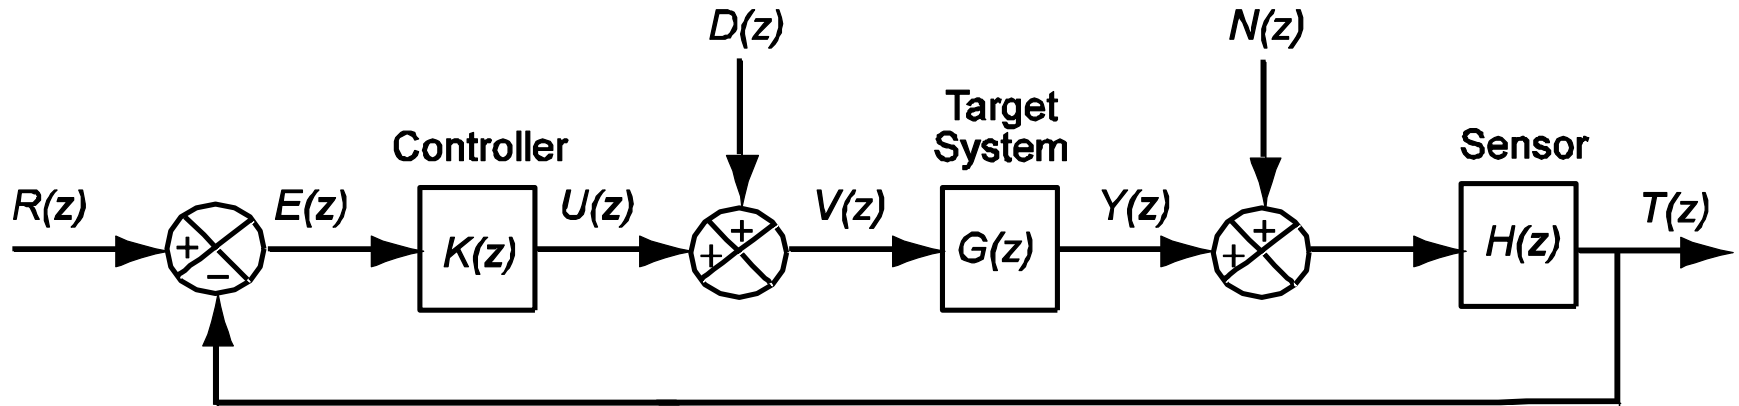 D(z)
N(z)
Target
System
Controller
Sensor
R(z)
E(z)
U(z)
V(z)
Y(z)
T(z)
K(z)
G(z)
H(z)
+
−
+
+
+
+